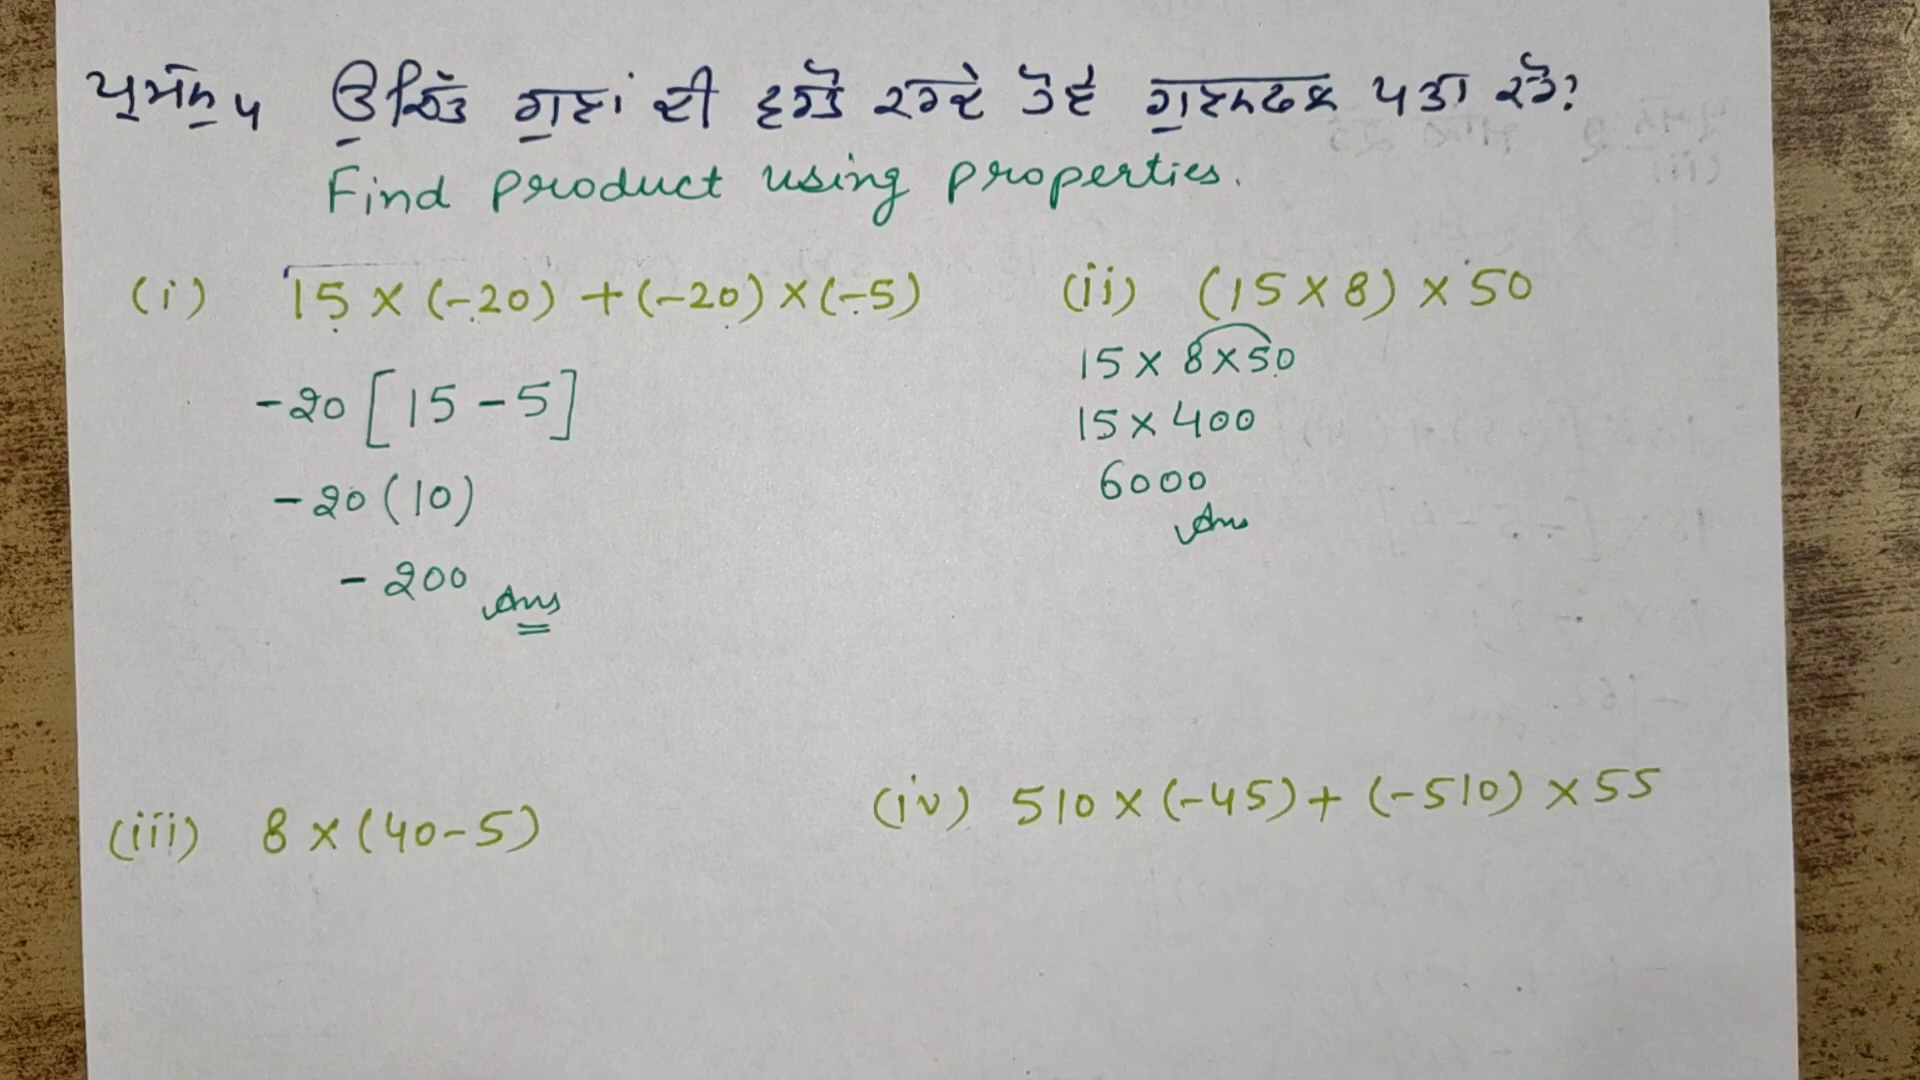 ਪ੍ਰਸ਼ਨ 4 ਉਚਿੱਤ ਗੁਣਾਂ ਦੀ ਵਰਤੋਂ ਕਰਦੇ ਹੋਏ ਗੁਣਨਫਲ ਪਤਾ ਕਰੋ?
Find product using properties.
(i) 15 × (-20) + (-20) × (-5)
-20 [15 - 5]
-20 (10)
- 200 Ans
(ii) (15 × 8) × 50
15 × 8 × 50
15 × 400
6000
Ans
(iii) 8 × (40 - 5)
(iv) 510 × (-45) + (-510) × 55